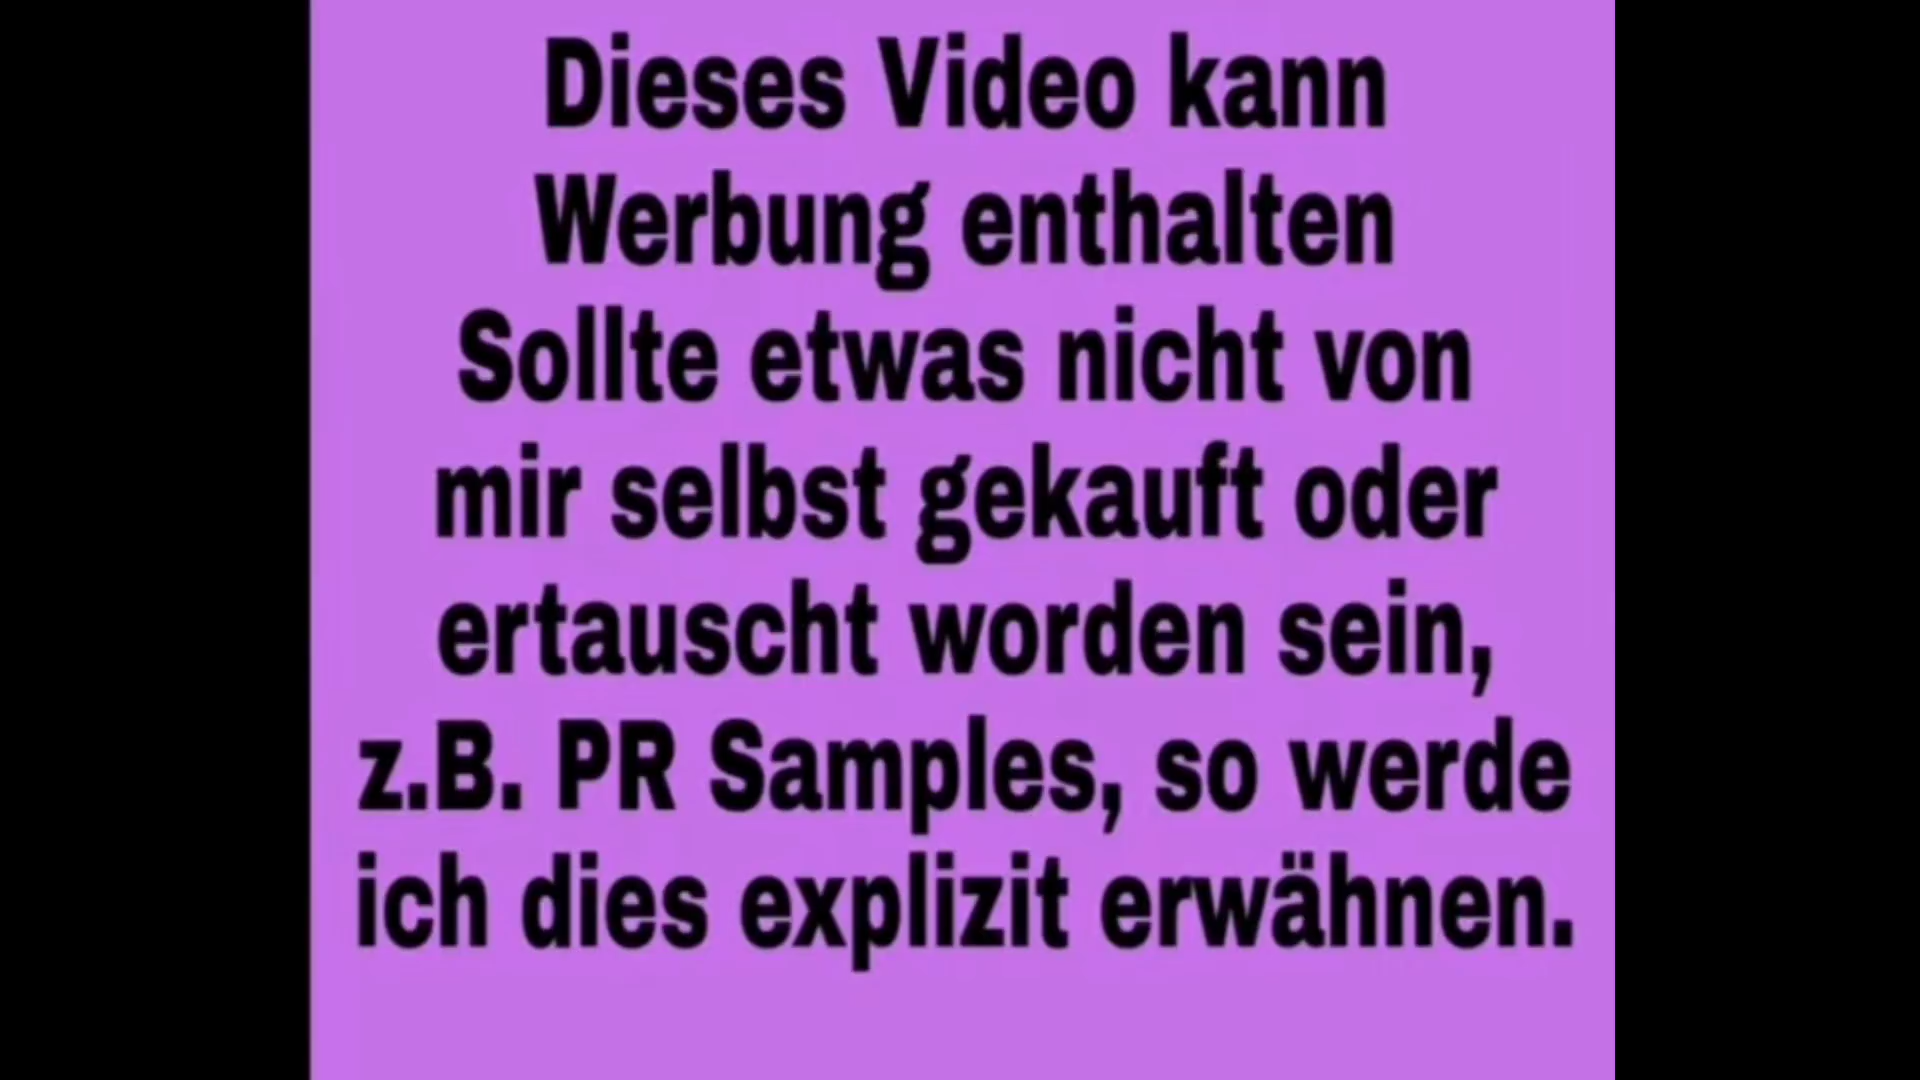 Dieses Video kann
Werbung enthalten
Sollte etwas nicht von
mir selbst gekauft oder
ertauscht worden sein,
z.B. PR Samples, so werde
ich dies explizit erwähnen.